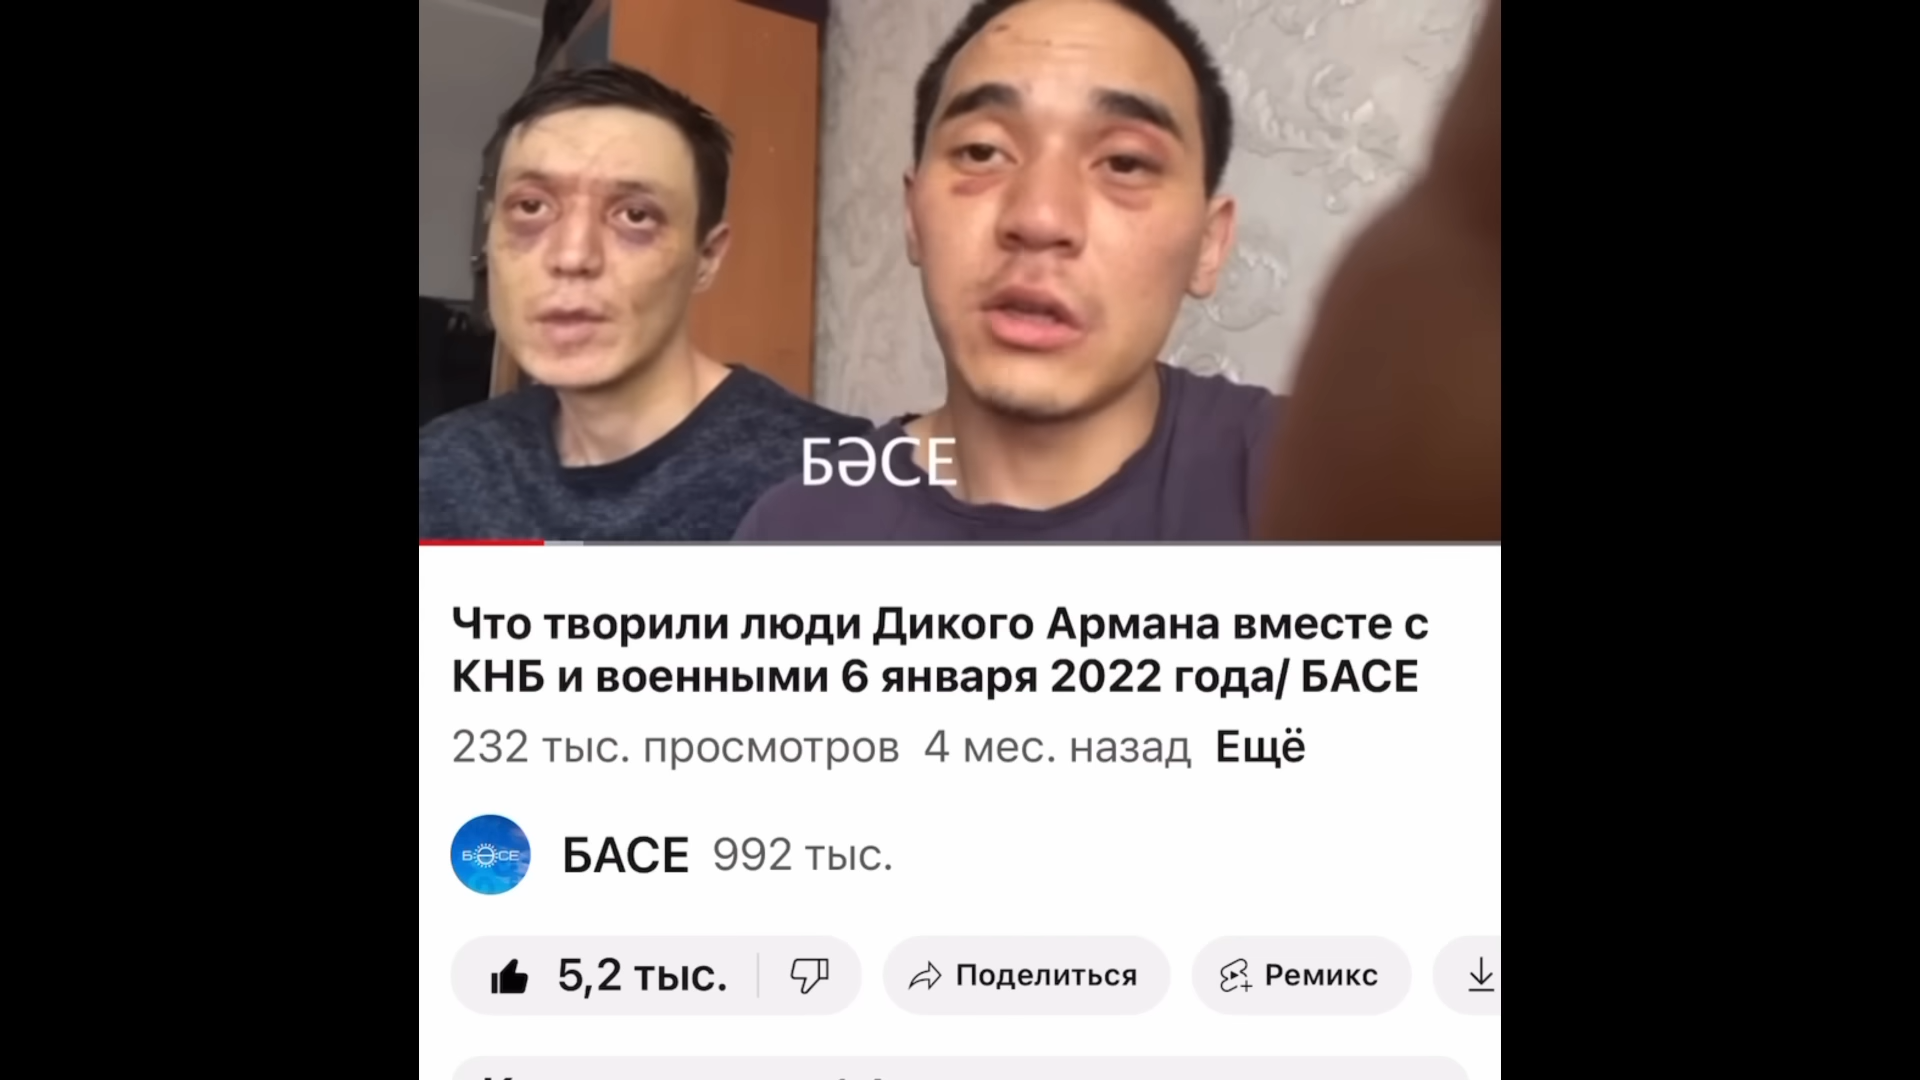 БӘСЕ
Что творили люди Дикого Армана вместе с
КНБ и военными 6 января 2022 года/ БАСЕ
232 тыс. просмотров 4 мес. назад Ещё
БӘСЕ
БАСЕ 992 тыс.
5,2 тыс. Поделиться Ремикс